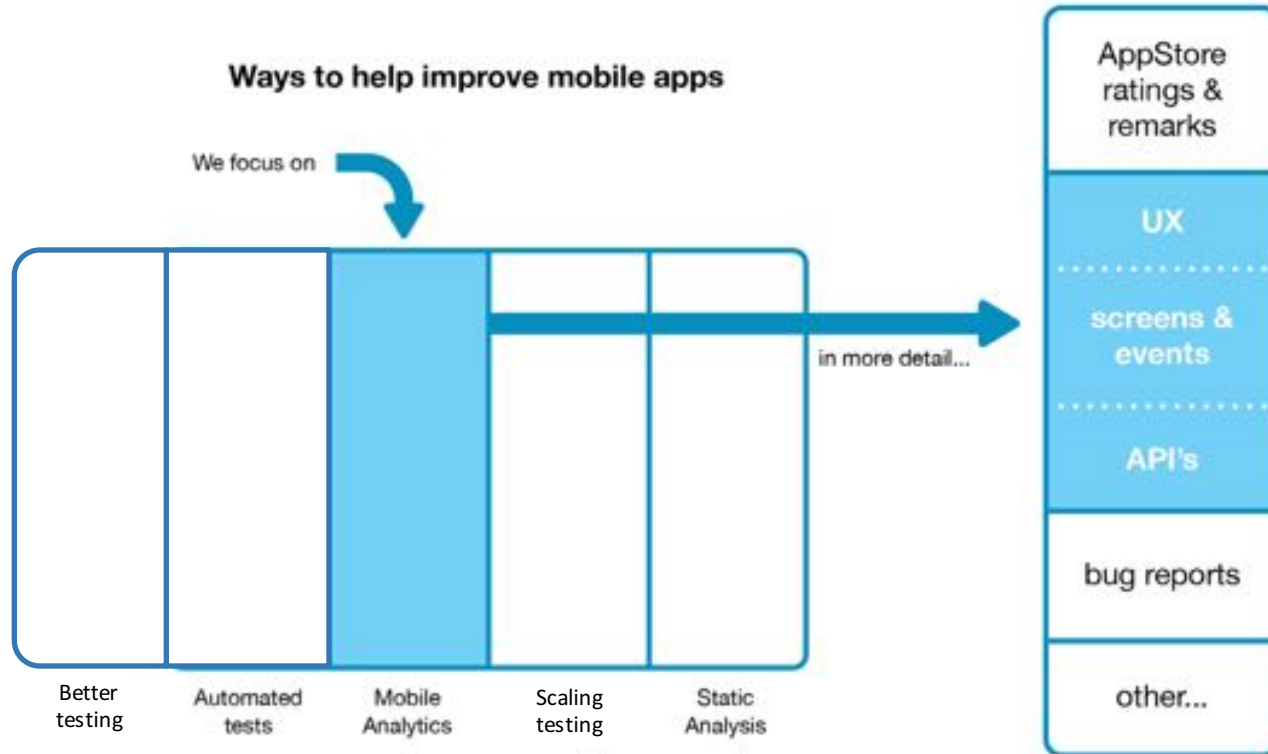 Ways to help improve mobile apps
We focus on
in more detail...
Better
testing
Automated
tests
Mobile
Analytics
Scaling
testing
Static
Analysis
AppStore
ratings &
remarks
UX
screens &
events
API's
bug reports
other...